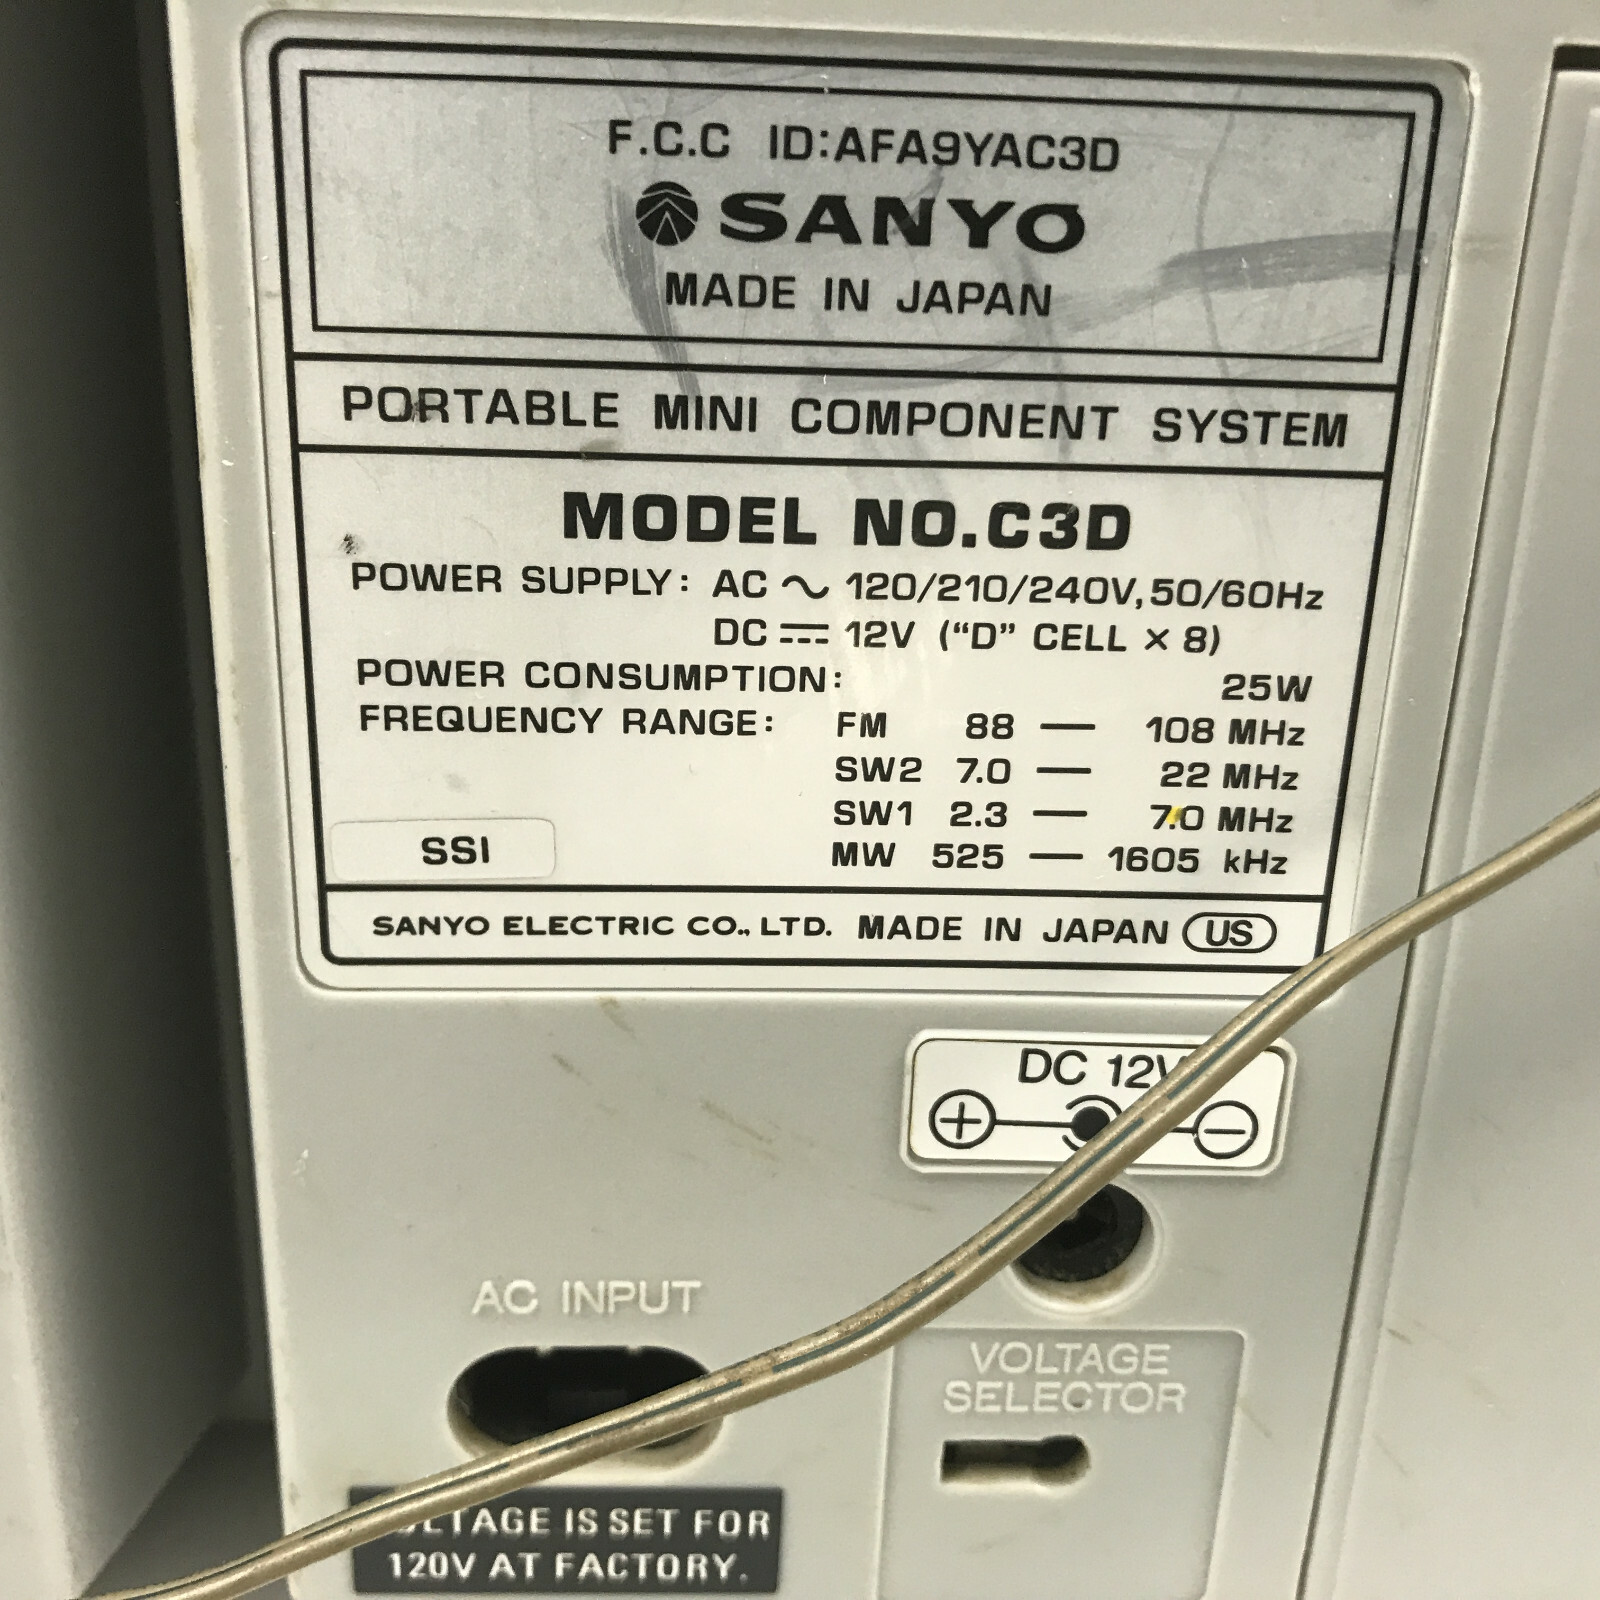 F.C.C ID:AFA9YAC3D
SANYO
MADE IN JAPAN
PORTABLE MINI COMPONENT SYSTEM
MODEL NO.C3D
POWER SUPPLY: AC ~ 120/210/240V,50/60Hz
DC ⎓ 12V ("D" CELL × 8)
POWER CONSUMPTION: 25W
FREQUENCY RANGE: FM 88 — 108 MHz
SW2 7.0 — 22 MHz
SW1 2.3 — 7.0 MHz
MW 525 — 1605 kHz
SSI
SANYO ELECTRIC CO., LTD. MADE IN JAPAN US
DC 12V
AC INPUT
VOLTAGE
SELECTOR
VOLTAGE IS SET FOR
120V AT FACTORY.